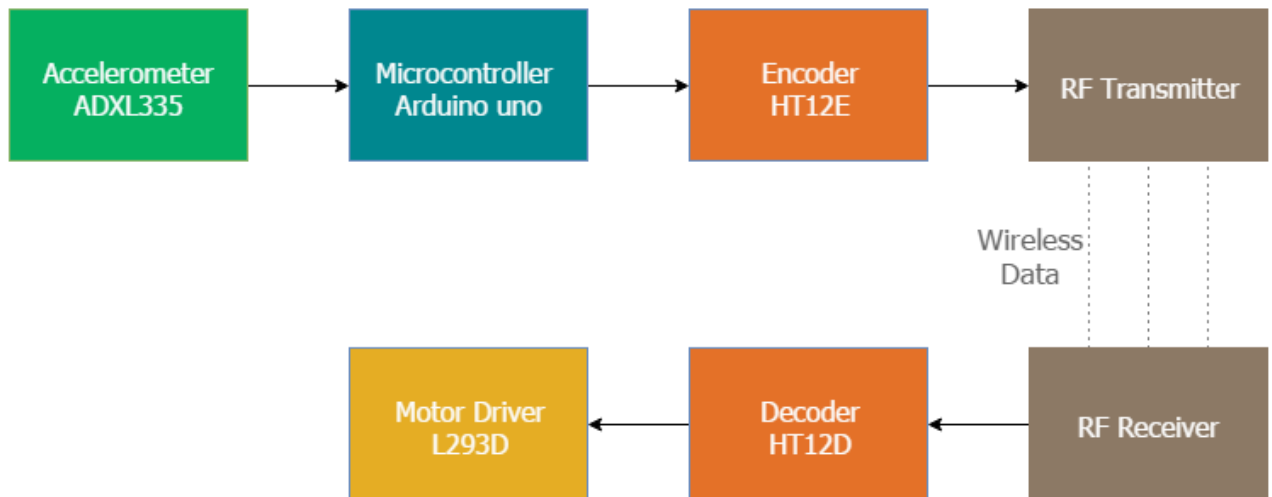 Accelerometer
ADXL335
Microcontroller
Arduino uno
Encoder
HT12E
RF Transmitter
Wireless
Data
Motor Driver
L293D
Decoder
HT12D
RF Receiver